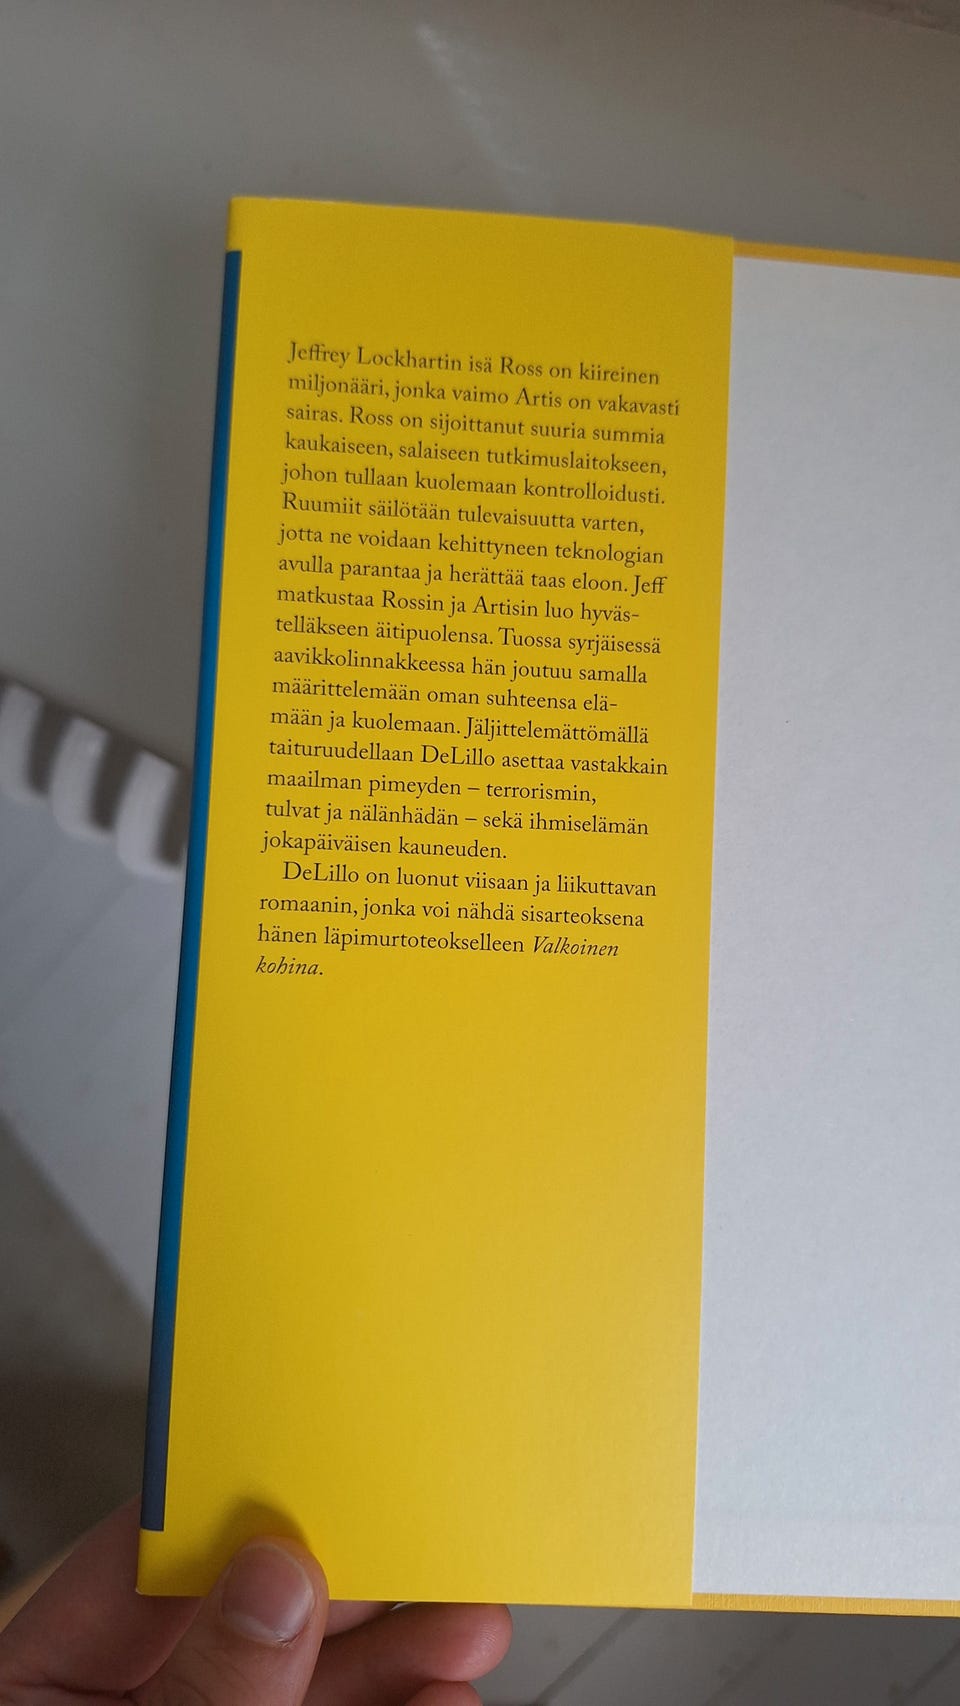 Jeffrey Lockhartin isä Ross on kiireinen
miljonääri, jonka vaimo Artis on vakavasti
sairas. Ross on sijoittanut suuria summia
kaukaiseen, salaiseen tutkimuslaitokseen,
johon tullaan kuolemaan kontrolloidusti.
Ruumiit säilötään tulevaisuutta varten,
jotta ne voidaan kehittyneen teknologian
avulla parantaa ja herättää taas eloon. Jeff
matkustaa Rossin ja Artisin luo hyväs-
telläkseen äitipuolensa. Tuossa syrjäisessä
aavikkolinnakkeessa hän joutuu samalla
määrittelemään oman suhteensa elä-
mään ja kuolemaan. Jäljittelemättömällä
taituruudellaan DeLillo asettaa vastakkain
maailman pimeyden – terrorismin,
tulvat ja nälänhädän – sekä ihmiselämän
jokapäiväisen kauneuden.
DeLillo on luonut viisaan ja liikuttavan
romaanin, jonka voi nähdä sisarteoksena
hänen läpimurtoteokselleen Valkoinen
kohina.